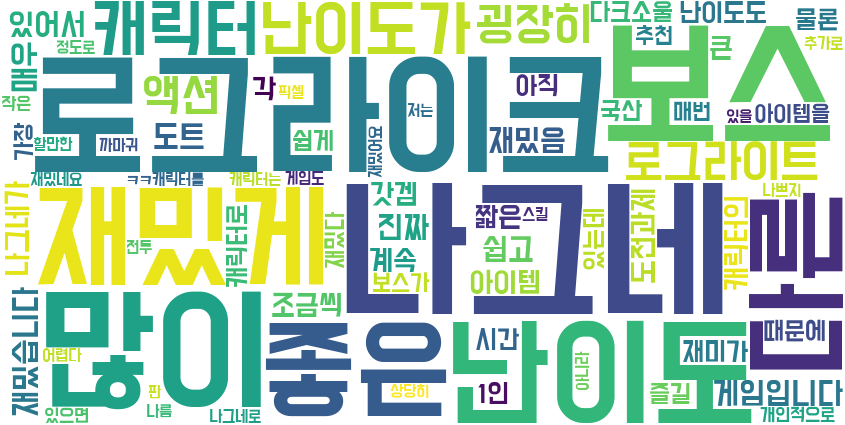 있어서
캐릭터
난이도가
굉장히
다크소울
난이도도
물론
정도로
매우
추천
큰
추가로
로그라이크
보스
작은
액션
각
픽셀
저는
아직
국산
매번
있을
아이템을
가장
할만한
까마귀
도트
쉽게
재밌어요
재밌음
로그라이트
재밌네요
ㅋㅋ캐릭터를
캐릭터는
게임도
나쁘지
나그네가
재밌게
갓겜
나그네
짧은
스킬
도전과제
캐릭터인
캐릭터로
재밌다
진짜
있는데
전투
쉽고
계속
보스가
아이템
재밌습니다
많이
조금씩
좋은
난이도
시간
때문에
재미가
어렵다
아니라
판
상당히
1인
즐길
게임입니다
있으면
나름
나그네로
개인적으로